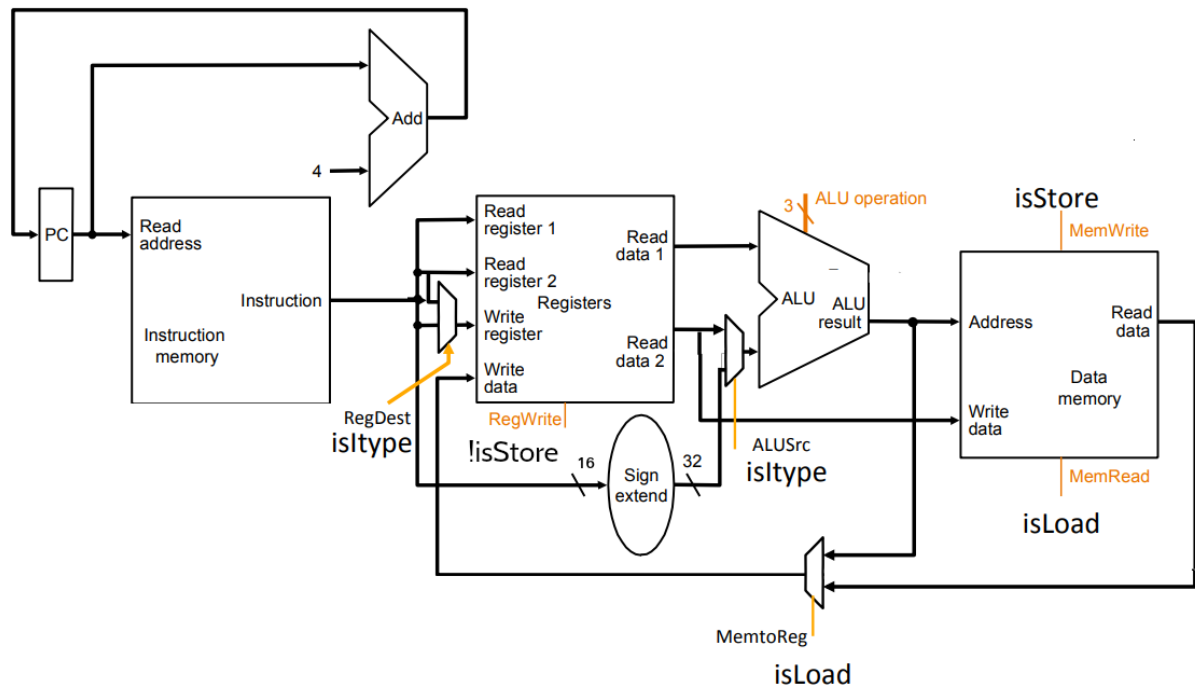 Add
4
PC
Read
address
Instruction
Instruction
memory
Read
register 1
Read
register 2
Write
register
Write
data
Read
data 1
Registers
Read
data 2
RegWrite
!isStore
RegDest
isItype
16
Sign
extend
32
3
ALU operation
ALU
ALU
result
ALUSrc
isItype
isStore
MemWrite
Address
Read
data
Data
memory
Write
data
MemRead
isLoad
MemtoReg
isLoad